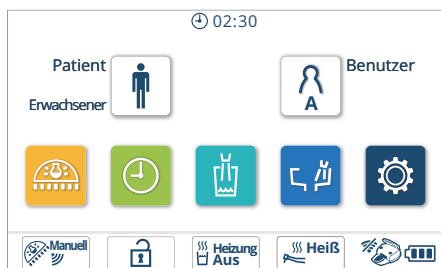 02:30
Patient
Erwachsener
Benutzer
A
Manuell
Heizung
Aus
Heiß